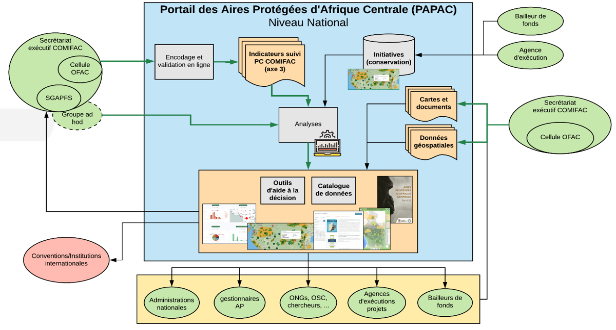 Portail des Aires Protégées d'Afrique Centrale (PAPAC)
Niveau National
Secrétariat
exécutif COMIFAC
Cellule
OFAC
SGAPFS
Groupe ad
hod
Encodage et
validation en ligne
Indicateurs suivi
PC COMIFAC
(axe 3)
Initiatives
(conservation)
Bailleur de
fonds
Agence
d'exécution
Analyses
Cartes et
documents
Données
géospatiales
Secrétariat
exécutif COMIFAC
Cellule OFAC
Outils
d'aide à la
décision
Catalogue
de données
Conventions/Institutions
internationales
Administrations
nationales
gestionnaires
AP
ONGs, OSC,
chercheurs, ...
Agences
d'exécutions
projets
Bailleurs de
fonds